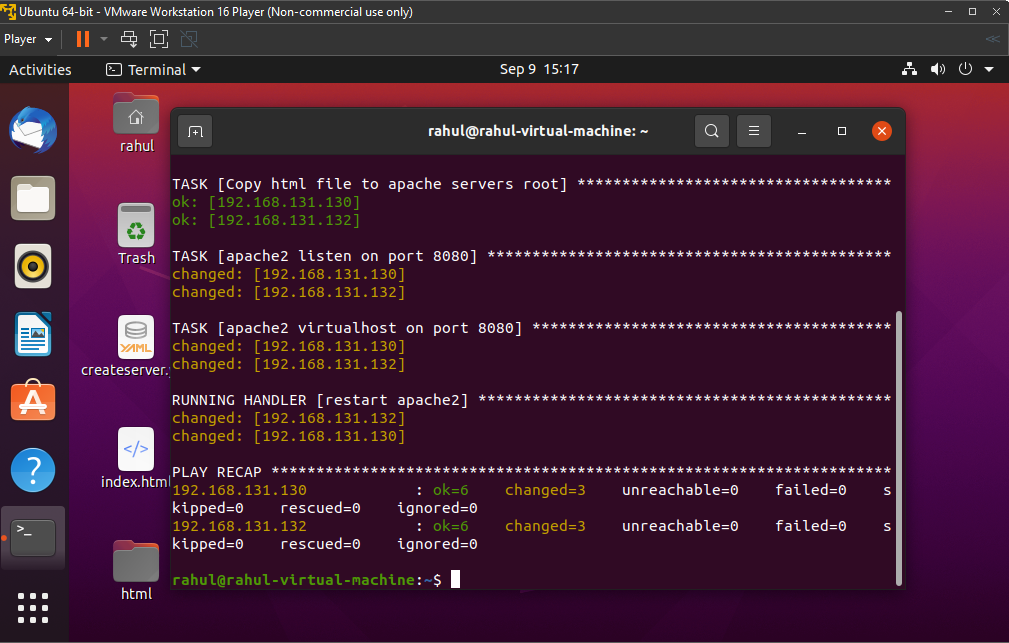 Ubuntu 64-bit - VMware Workstation 16 Player (Non-commercial use only)
Player
Activities
Terminal
Sep 9 15:17
rahul
Trash
YAML
createserver.y
index.html
html
rahul@rahul-virtual-machine: ~
TASK [Copy html file to apache servers root] ***********************************
ok: [192.168.131.130]
ok: [192.168.131.132]
TASK [apache2 listen on port 8080] *********************************************
changed: [192.168.131.130]
changed: [192.168.131.132]
TASK [apache2 virtualhost on port 8080] ****************************************
changed: [192.168.131.130]
changed: [192.168.131.132]
RUNNING HANDLER [restart apache2] **********************************************
changed: [192.168.131.132]
changed: [192.168.131.130]
PLAY RECAP *********************************************************************
192.168.131.130            : ok=6    changed=3    unreachable=0    failed=0    s
kipped=0    rescued=0    ignored=0
192.168.131.132            : ok=6    changed=3    unreachable=0    failed=0    s
kipped=0    rescued=0    ignored=0
rahul@rahul-virtual-machine:~$